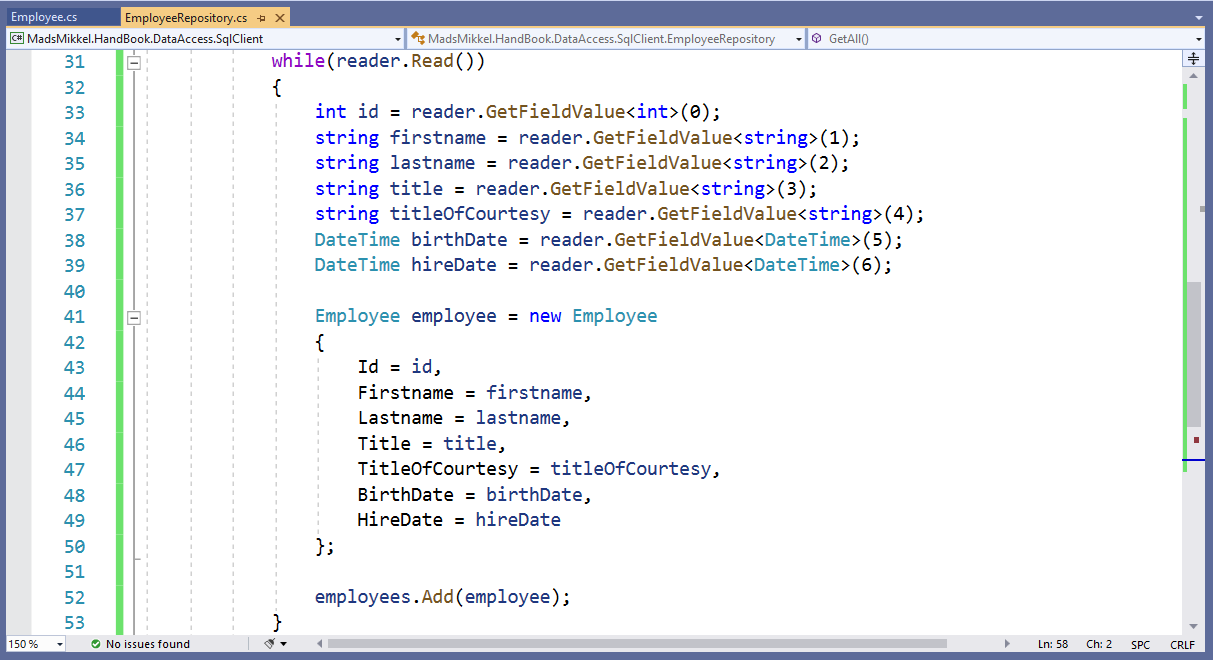 Employee.cs EmployeeRepository.cs
C# MadsMikkel.HandBook.DataAccess.SqlClient MadsMikkel.HandBook.DataAccess.SqlClient.EmployeeRepository GetAll()
31 while(reader.Read())
32 {
33 int id = reader.GetFieldValue<int>(0);
34 string firstname = reader.GetFieldValue<string>(1);
35 string lastname = reader.GetFieldValue<string>(2);
36 string title = reader.GetFieldValue<string>(3);
37 string titleOfCourtesy = reader.GetFieldValue<string>(4);
38 DateTime birthDate = reader.GetFieldValue<DateTime>(5);
39 DateTime hireDate = reader.GetFieldValue<DateTime>(6);
40
41 Employee employee = new Employee
42 {
43 Id = id,
44 Firstname = firstname,
45 Lastname = lastname,
46 Title = title,
47 TitleOfCourtesy = titleOfCourtesy,
48 BirthDate = birthDate,
49 HireDate = hireDate
50 };
51
52 employees.Add(employee);
53 }
150 % No issues found Ln: 58 Ch: 2 SPC CRLF